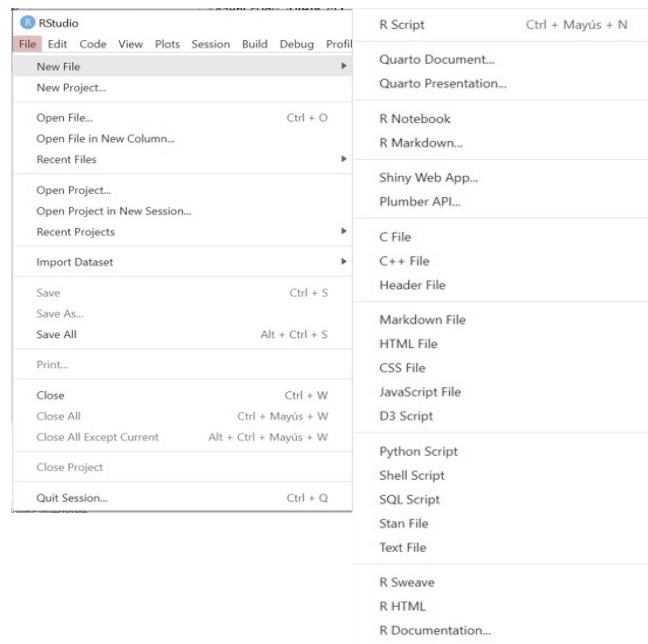 RStudio
File Edit Code View Plots Session Build Debug Profil
New File
New Project...
Open File... Ctrl + O
Open File in New Column...
Recent Files
Open Project...
Open Project in New Session...
Recent Projects
Import Dataset
Save Ctrl + S
Save As...
Save All Alt + Ctrl + S
Print...
Close Ctrl + W
Close All Ctrl + Mayús + W
Close All Except Current Alt + Ctrl + Mayús + W
Close Project
Quit Session... Ctrl + Q
R Script Ctrl + Mayús + N
Quarto Document...
Quarto Presentation...
R Notebook
R Markdown...
Shiny Web App...
Plumber API...
C File
C++ File
Header File
Markdown File
HTML File
CSS File
JavaScript File
D3 Script
Python Script
Shell Script
SQL Script
Stan File
Text File
R Sweave
R HTML
R Documentation...